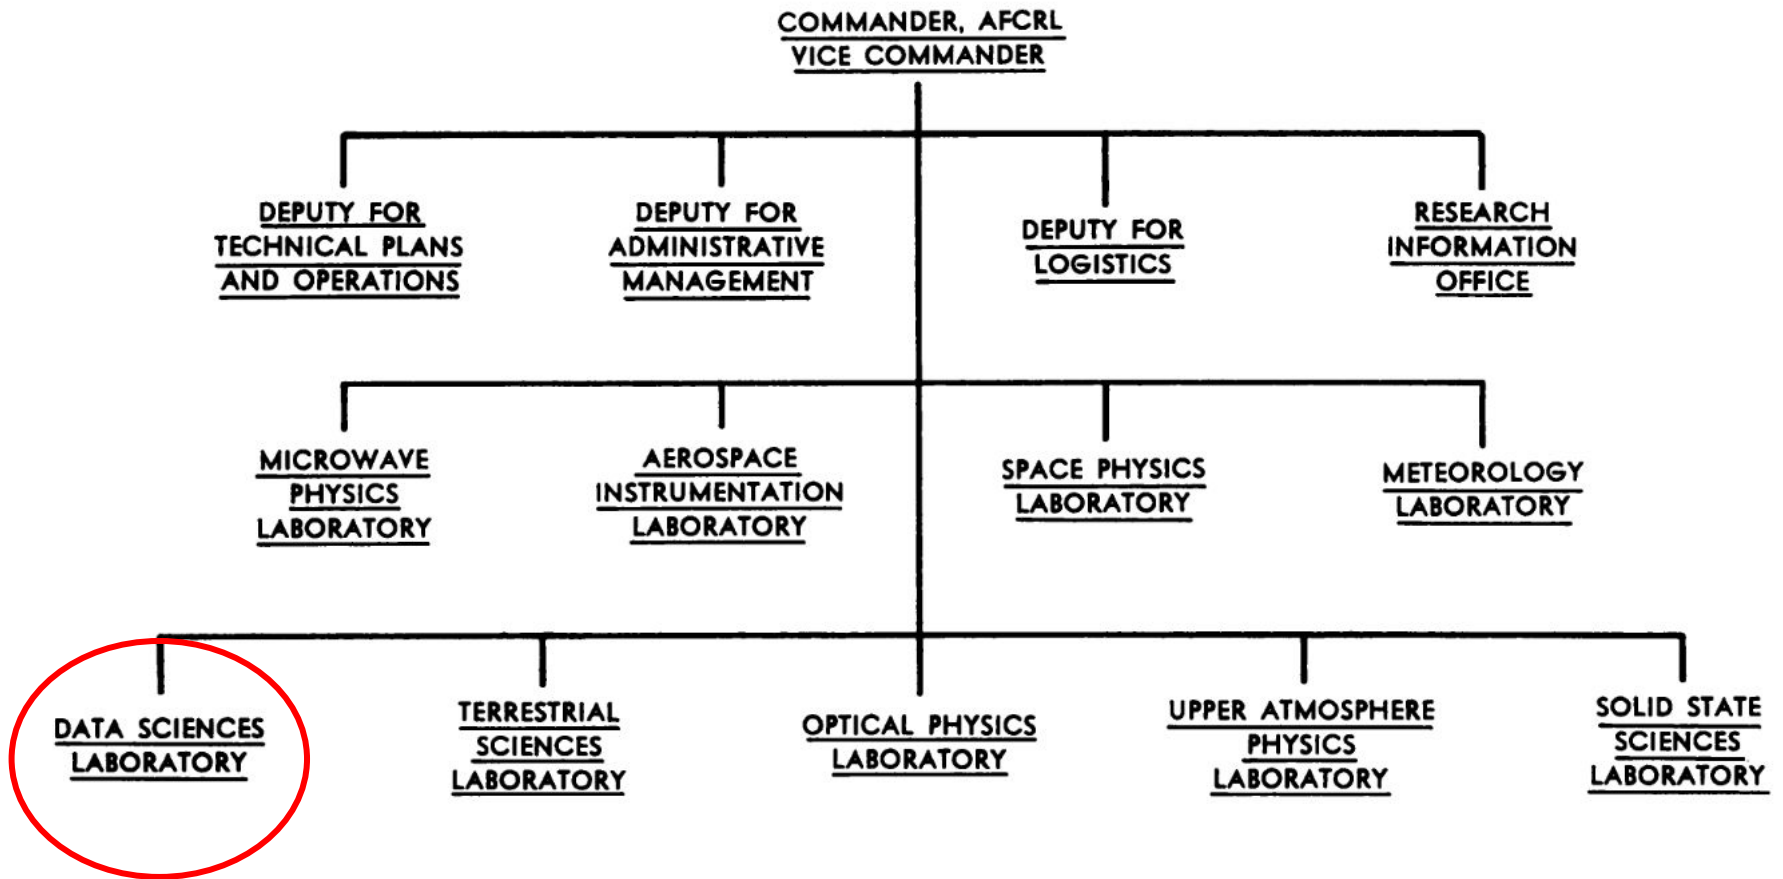 COMMANDER, AFCRL
VICE COMMANDER
DEPUTY FOR
TECHNICAL PLANS
AND OPERATIONS
DEPUTY FOR
ADMINISTRATIVE
MANAGEMENT
DEPUTY FOR
LOGISTICS
RESEARCH
INFORMATION
OFFICE
MICROWAVE
PHYSICS
LABORATORY
AEROSPACE
INSTRUMENTATION
LABORATORY
SPACE PHYSICS
LABORATORY
METEOROLOGY
LABORATORY
DATA SCIENCES
LABORATORY
TERRESTRIAL
SCIENCES
LABORATORY
OPTICAL PHYSICS
LABORATORY
UPPER ATMOSPHERE
PHYSICS
LABORATORY
SOLID STATE
SCIENCES
LABORATORY